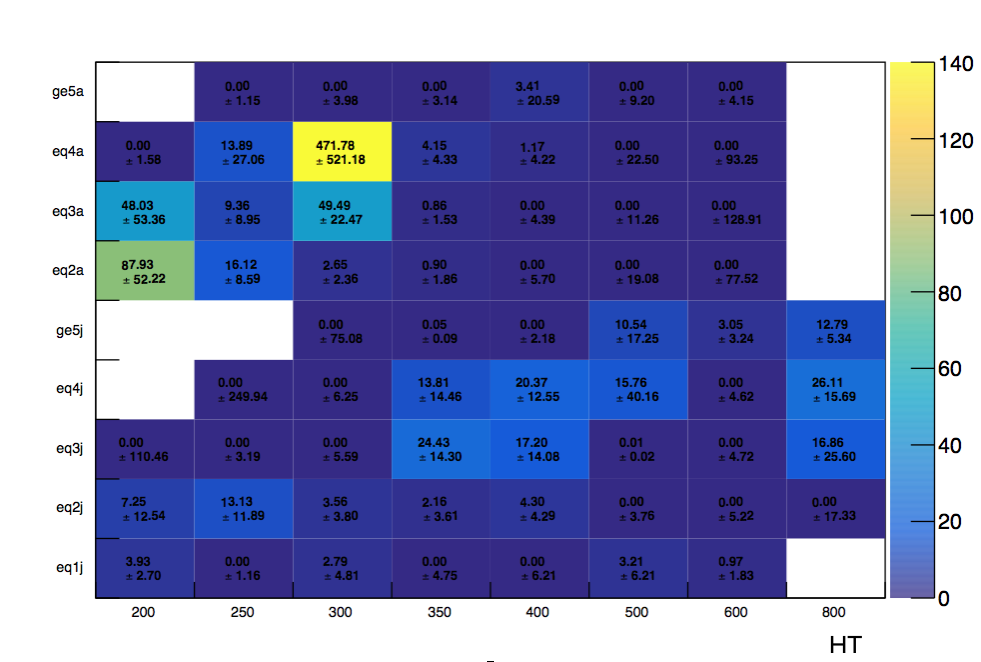 140
ge5a
0.00 0.00 0.00 3.41 0.00 0.00
± 1.15 ± 3.98 ± 3.14 ± 20.59 ± 9.20 ± 4.15
120
eq4a
0.00 13.89 471.78 4.15 1.17 0.00 0.00
± 1.58 ± 27.06 ± 521.18 ± 4.33 ± 4.22 ± 22.50 ± 93.25
100
eq3a
48.03 9.36 49.49 0.86 0.00 0.00 0.00
± 53.36 ± 8.95 ± 22.47 ± 1.53 ± 4.39 ± 11.26 ± 128.91
eq2a
87.93 16.12 2.65 0.90 0.00 0.00 0.00
± 52.22 ± 8.59 ± 2.36 ± 1.86 ± 5.70 ± 19.08 ± 77.52
80
ge5j
0.00 0.05 0.00 10.54 3.05 12.79
± 75.08 ± 0.09 ± 2.18 ± 17.25 ± 3.24 ± 5.34
60
eq4j
0.00 0.00 13.81 20.37 15.76 0.00 26.11
± 249.94 ± 6.25 ± 14.46 ± 12.55 ± 40.16 ± 4.62 ± 15.69
40
eq3j
0.00 0.00 0.00 24.43 17.20 0.01 0.00 16.86
± 110.46 ± 3.19 ± 5.59 ± 14.30 ± 14.08 ± 0.02 ± 4.72 ± 25.60
eq2j
7.25 13.13 3.56 2.16 4.30 0.00 0.00 0.00
± 12.54 ± 11.89 ± 3.80 ± 3.61 ± 4.29 ± 3.76 ± 5.22 ± 17.33
20
eq1j
3.93 0.00 2.79 0.00 0.00 3.21 0.97
± 2.70 ± 1.16 ± 4.81 ± 4.75 ± 6.21 ± 6.21 ± 1.83
0
200 250 300 350 400 500 600 800
HT